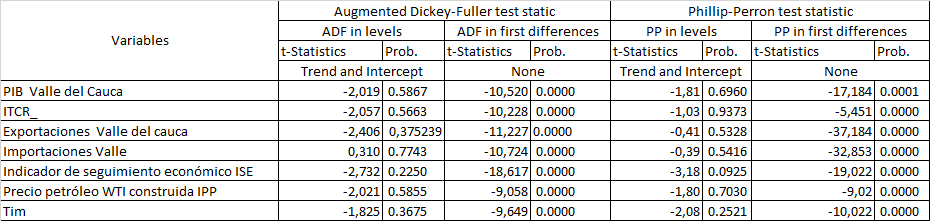 Variables Augmented Dickey-Fuller test static Phillip-Perron test statistic
ADF in levels ADF in first differences PP in levels PP in first differences
t-Statistics Prob. t-Statistics Prob. t-Statistics Prob. t-Statistics Prob.
Trend and Intercept None Trend and Intercept None
PIB Valle del Cauca -2,019 0.5867 -10,520 0.0000 -1,81 0.6960 -17,184 0.0001
ITCR_ -2,057 0.5663 -10,228 0.0000 -1,03 0.9373 -5,451 0.0000
Exportaciones Valle del cauca -2,406 0,375239 -11,227 0.0000 -0,41 0.5328 -37,184 0.0000
Importaciones Valle 0,310 0.7743 -10,724 0.0000 -0,39 0.5416 -32,853 0.0000
Indicador de seguimiento económico ISE -2,732 0.2250 -18,617 0.0000 -3,18 0.0925 -19,022 0.0000
Precio petróleo WTI construida IPP -2,021 0.5855 -9,058 0.0000 -1,80 0.7030 -9,02 0.0000
Tim -1,825 0.3675 -9,649 0.0000 -2,08 0.2521 -10,022 0.0000